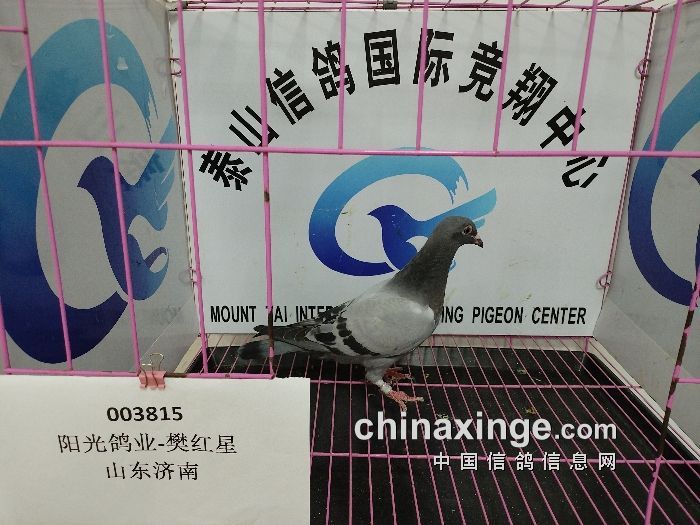 泰山信鸽国际竞翔中心
MOUNT TAI INTER ING PIGEON CENTER
003815
阳光鸽业-樊红星
山东济南
chinaxinge.com
中国信鸽信息网